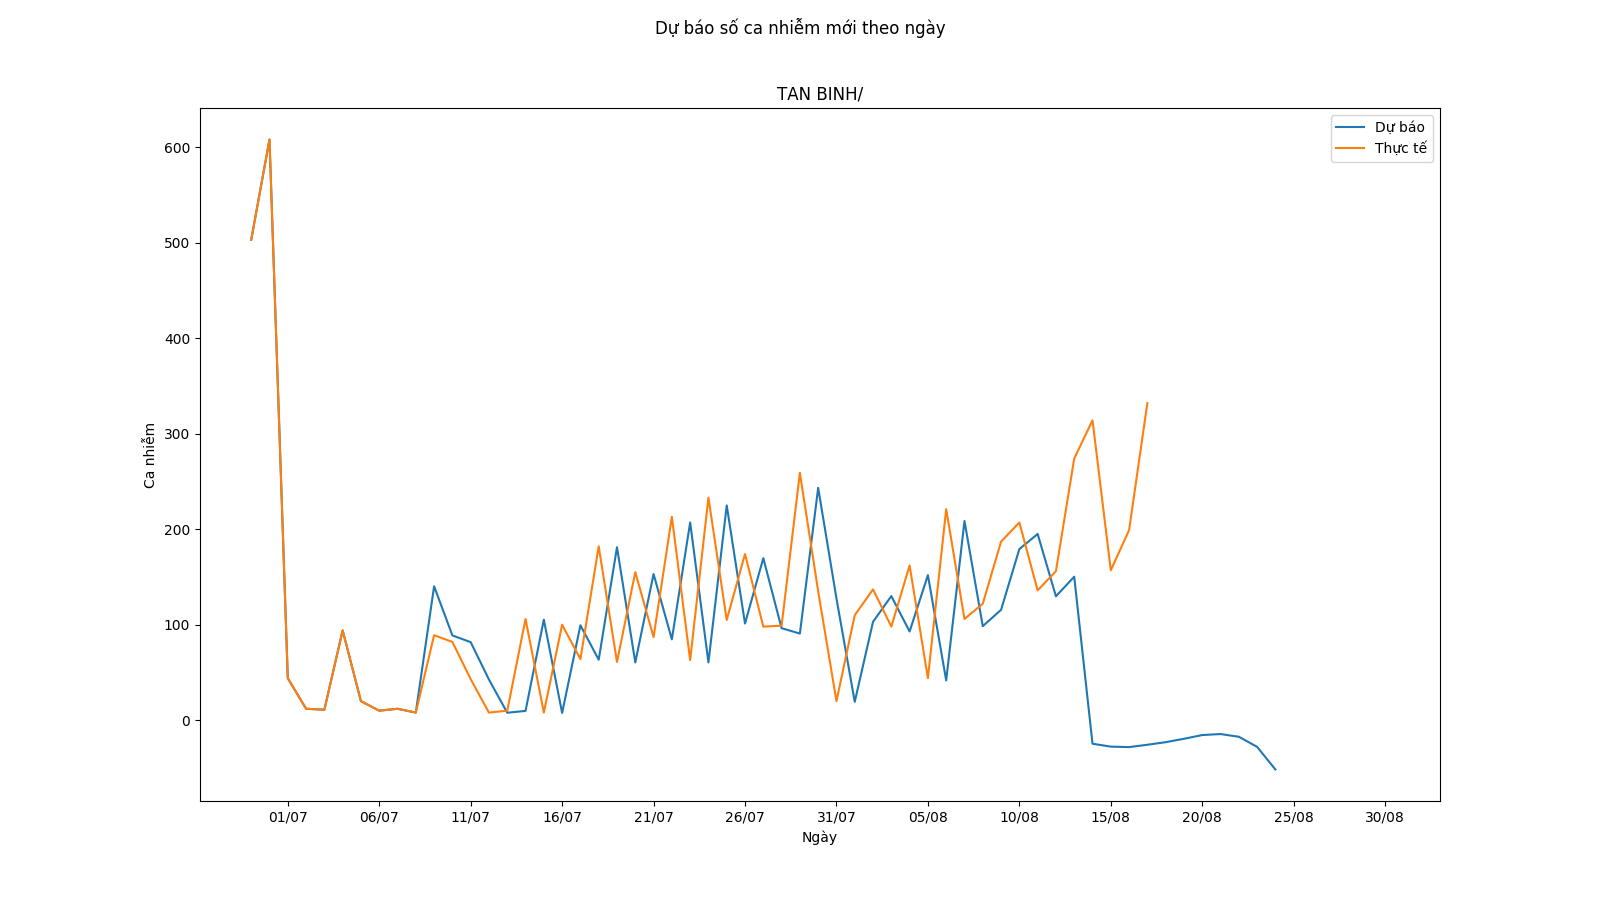 Dự báo số ca nhiễm mới theo ngày
TAN BINH/
Dự báo
Thực tế
600
500
400
300
200
100
0
Ca nhiễm
01/07 06/07 11/07 16/07 21/07 26/07 31/07 05/08 10/08 15/08 20/08 25/08 30/08
Ngày